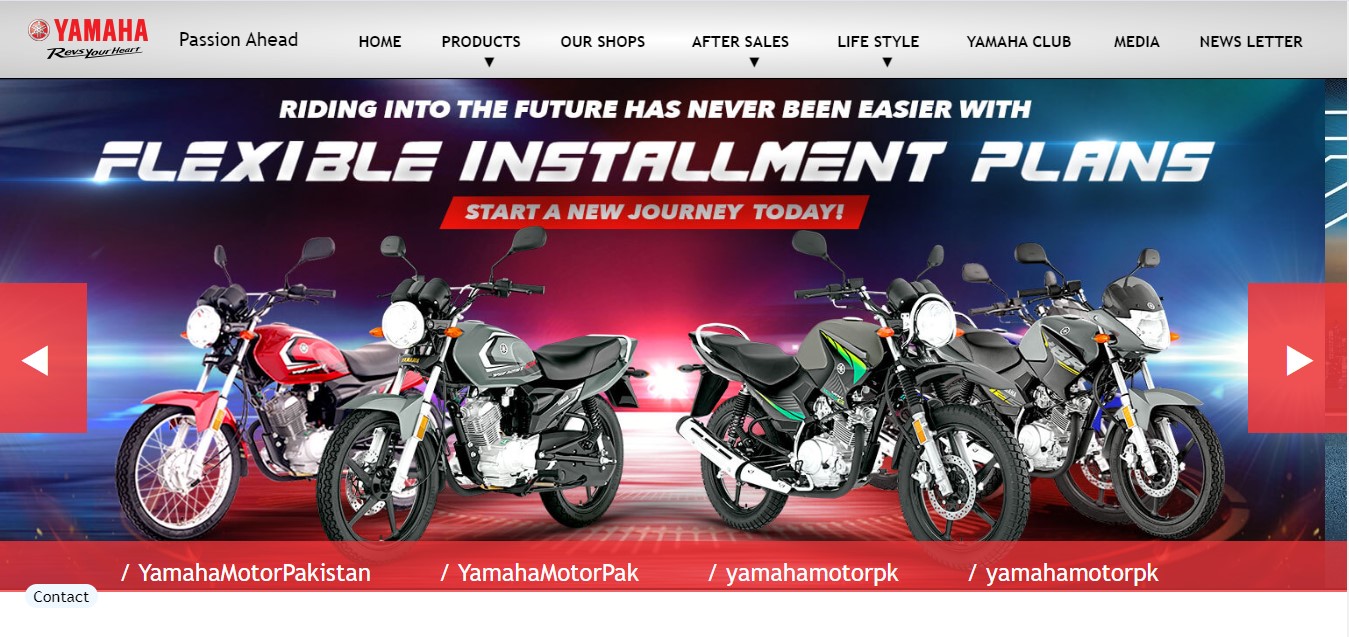 YAMAHA
Revs Your Heart
Passion Ahead
HOME
PRODUCTS
OUR SHOPS
AFTER SALES
LIFE STYLE
YAMAHA CLUB
MEDIA
NEWS LETTER
RIDING INTO THE FUTURE HAS NEVER BEEN EASIER WITH
FLEXIBLE INSTALLMENT PLANS
START A NEW JOURNEY TODAY!
/ YamahaMotorPakistan
/ YamahaMotorPak
/ yamahamotorpk
/ yamahamotorpk
Contact